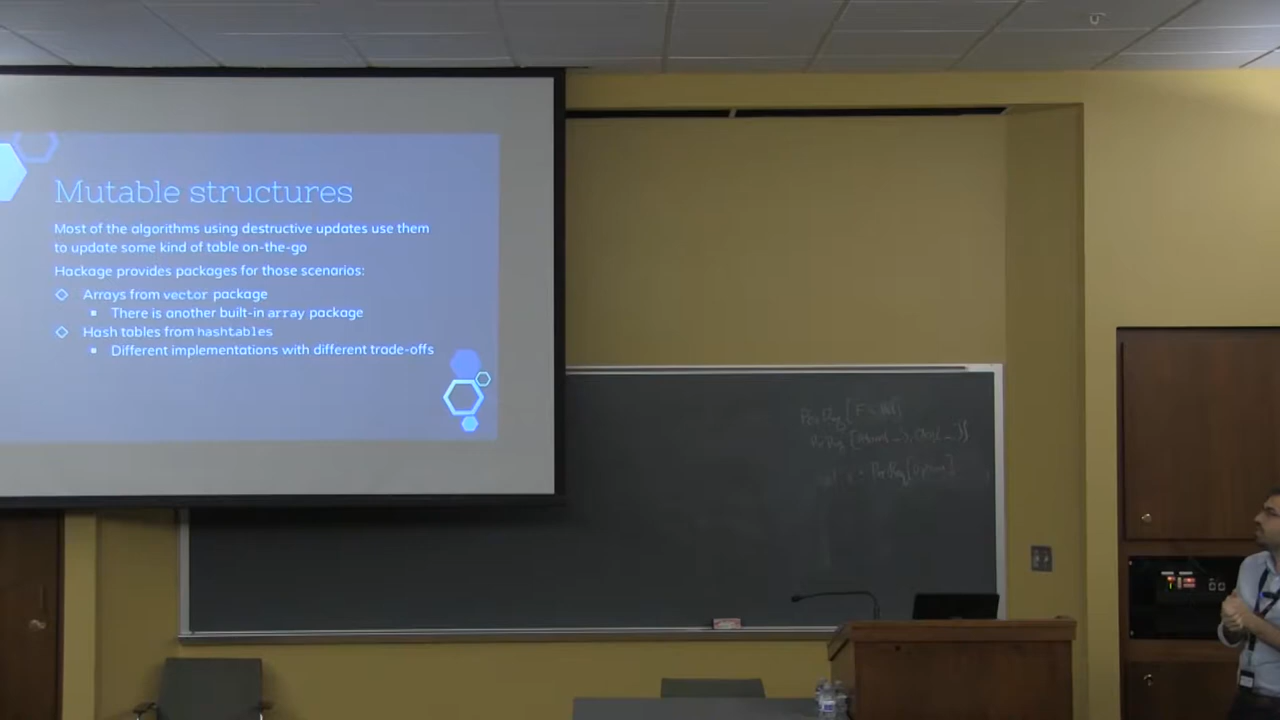 Mutable structures
Most of the algorithms using destructive updates use them
to update some kind of table on-the-go
Hackage provides packages for those scenarios:
Arrays from vector package
There is another built-in array package
Hash tables from hashtables
Different implementations with different trade-offs